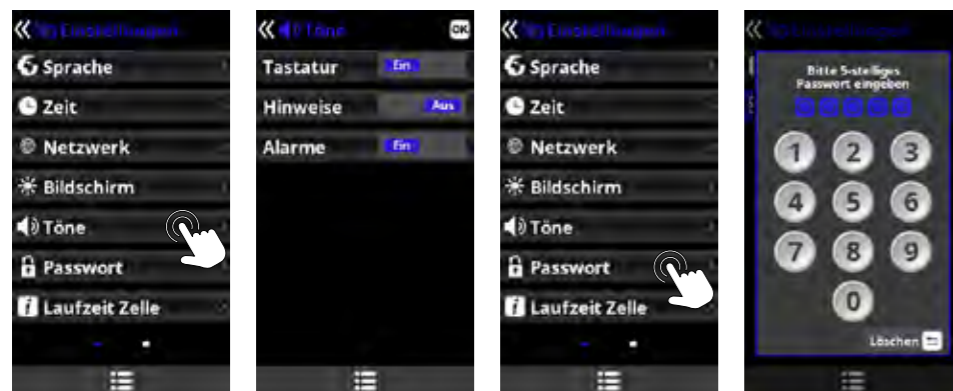 Einstellungen
Sprache
Zeit
Netzwerk
Bildschirm
Töne
Passwort
Laufzeit Zelle
Töne
OK
Tastatur Ein
Hinweise Aus
Alarme Ein
Einstellungen
Sprache
Zeit
Netzwerk
Bildschirm
Töne
Passwort
Laufzeit Zelle
Bitte 5-stelliges
Passwort eingeben
1 2 3
4 5 6
7 8 9
0
Löschen